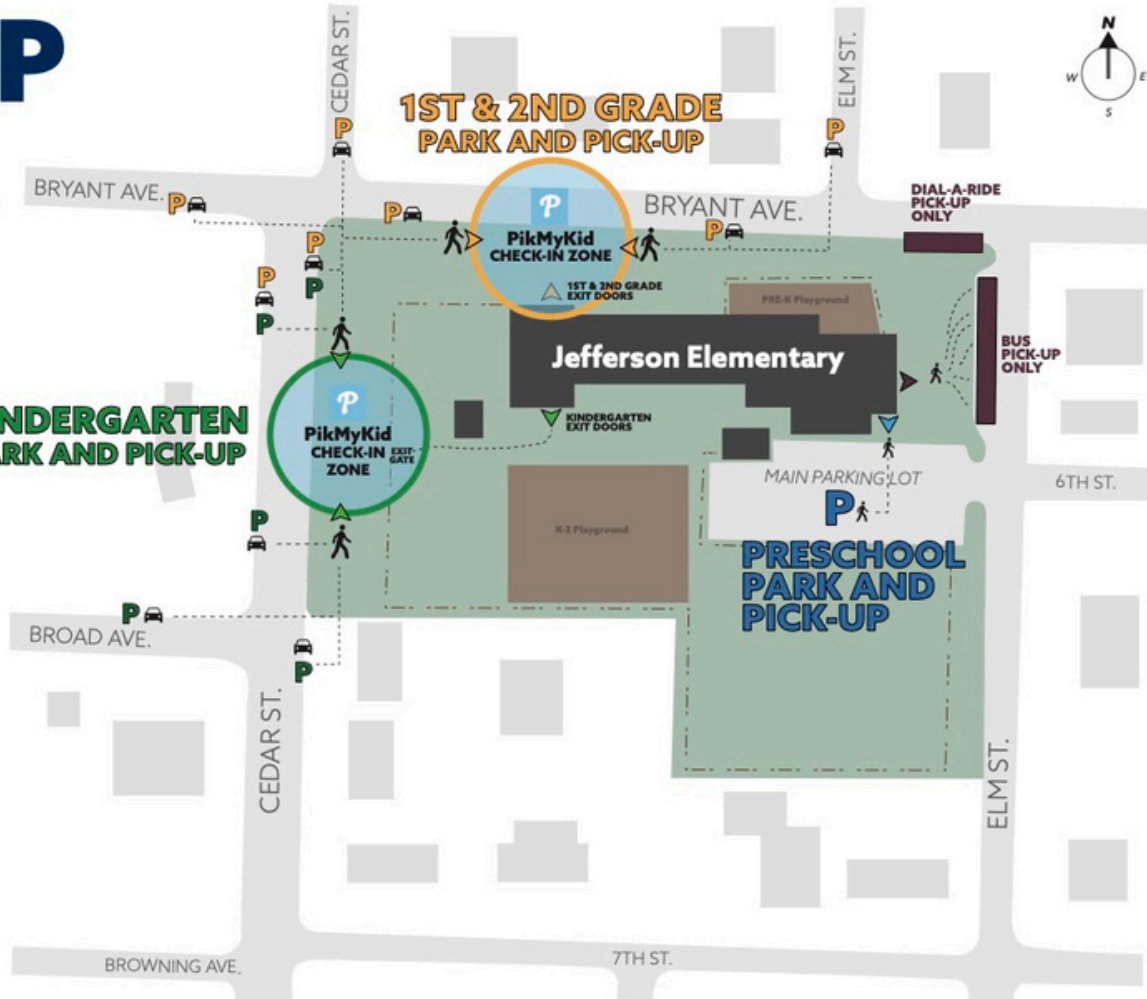 P
CEDAR ST.
ELM ST.
N
W
E
S
1ST & 2ND GRADE
PARK AND PICK-UP
P
P
BRYANT AVE.
P
P
P
BRYANT AVE.
P
PikMyKid
CHECK-IN ZONE
1ST & 2ND GRADE
EXIT DOORS
DIAL-A-RIDE
PICK-UP
ONLY
P
P
P
P
PRE-K Playground
Jefferson Elementary
BUS
PICK-UP
ONLY
NDERGARTEN
ARK AND PICK-UP
P
PikMyKid
CHECK-IN
ZONE
EXIT-
GATE
KINDERGARTEN
EXIT DOORS
MAIN PARKING LOT
6TH ST.
P
P
K-2 Playground
PRESCHOOL
PARK AND
PICK-UP
P
BROAD AVE.
P
CEDAR ST.
ELM ST.
BROWNING AVE.
7TH ST.